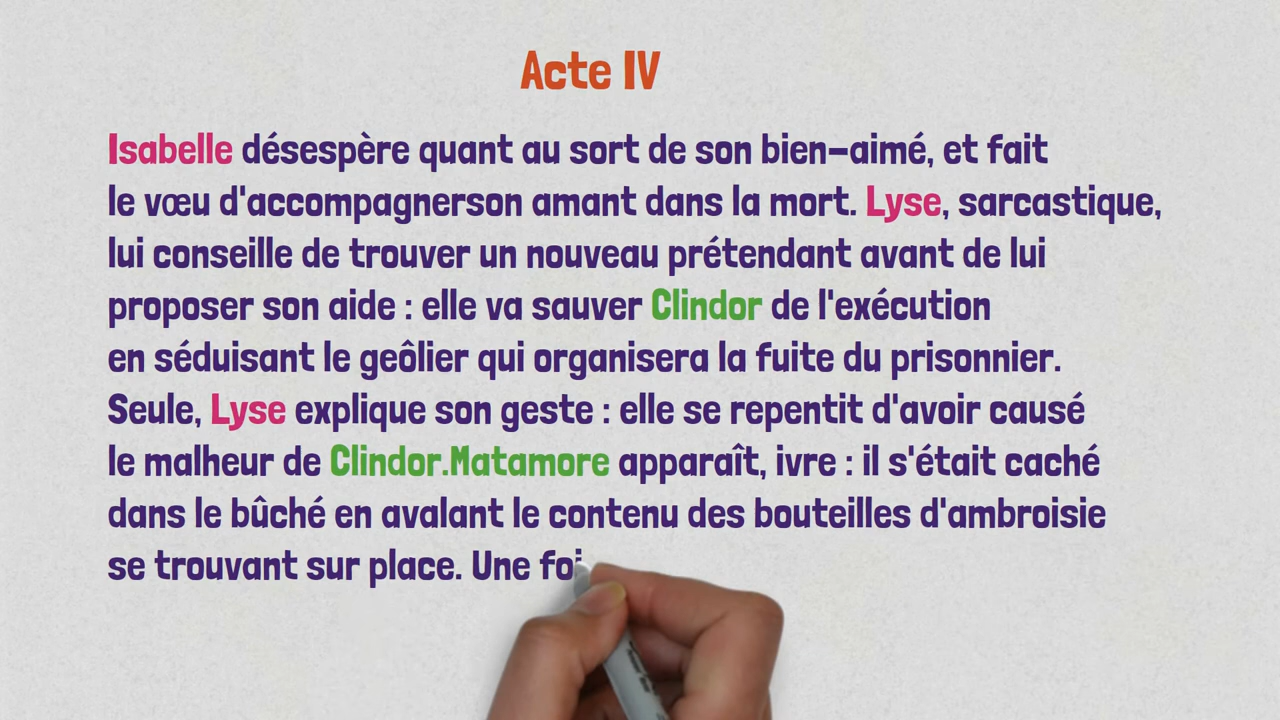 Acte IV
Isabelle désespère quant au sort de son bien-aimé, et fait
le vœu d'accompagnerson amant dans la mort. Lyse, sarcastique,
lui conseille de trouver un nouveau prétendant avant de lui
proposer son aide : elle va sauver Clindor de l'exécution
en séduisant le geôlier qui organisera la fuite du prisonnier.
Seule, Lyse explique son geste : elle se repentit d'avoir causé
le malheur de Clindor.Matamore apparaît, ivre : il s'était caché
dans le bûché en avalant le contenu des bouteilles d'ambroisie
se trouvant sur place. Une foi